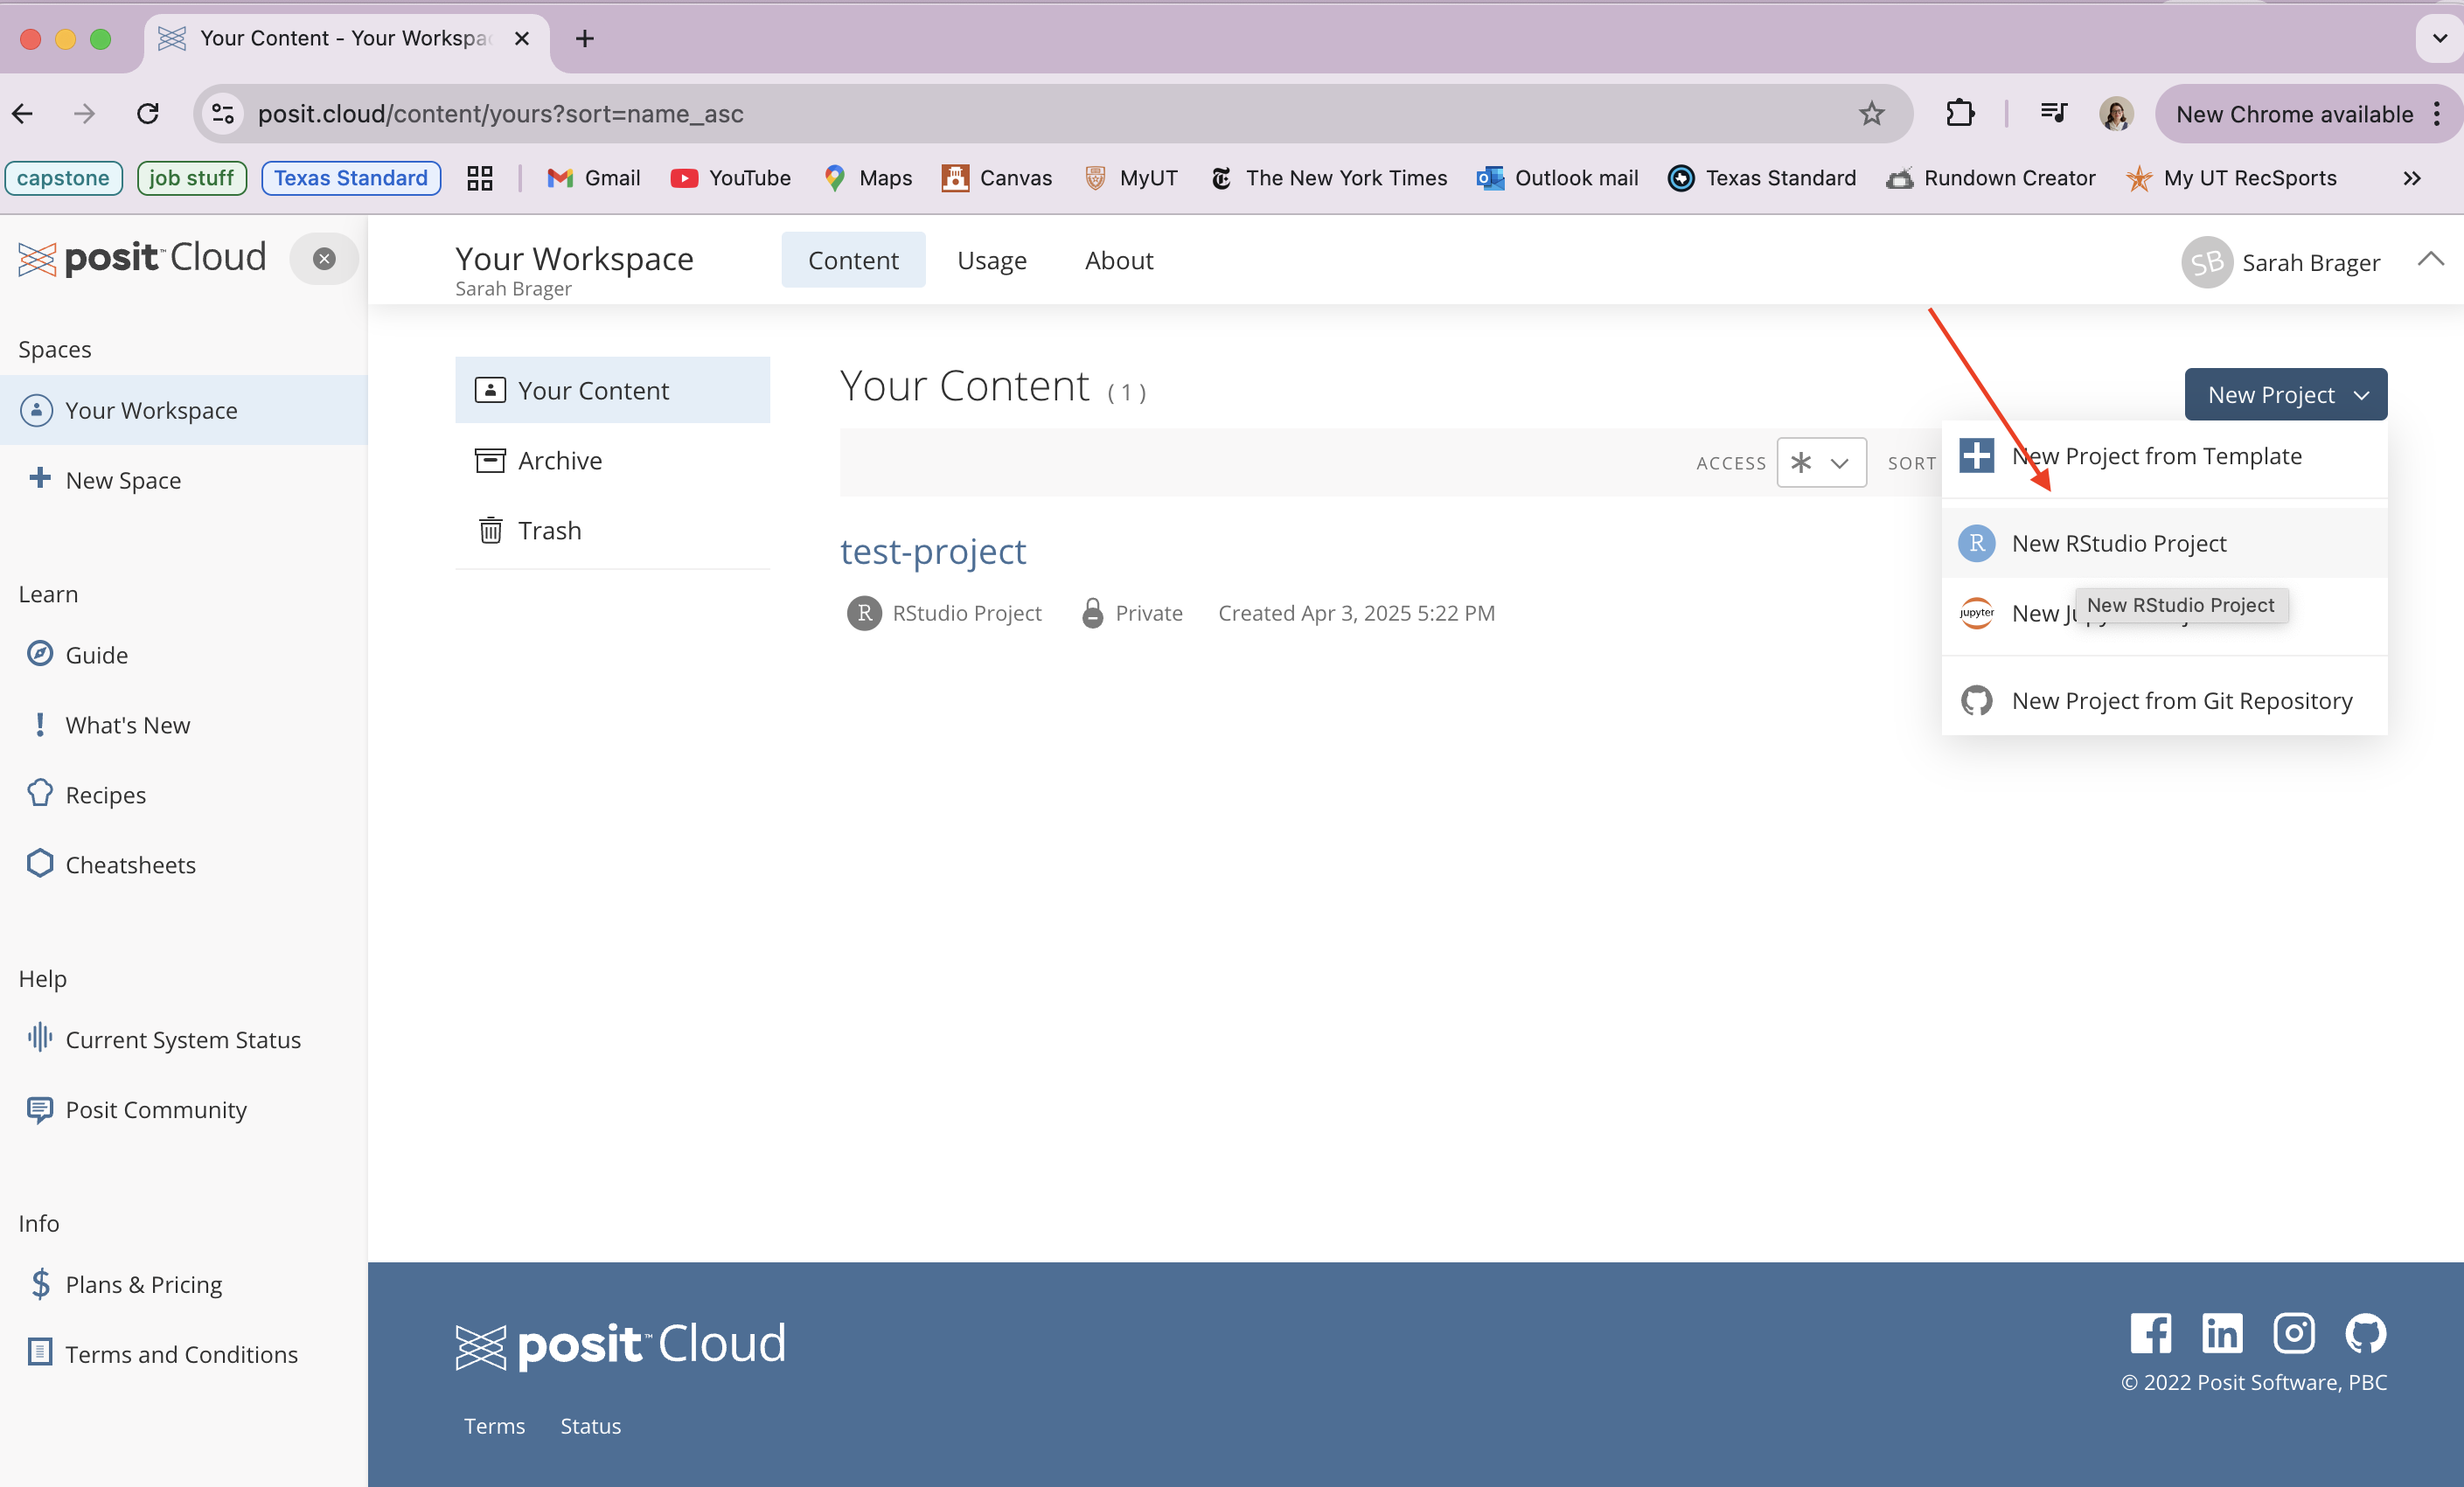 Your Content - Your Workspa
posit.cloud/content/yours?sort=name_asc
New Chrome available
capstone job stuff Texas Standard Gmail YouTube Maps Canvas MyUT The New York Times Outlook mail Texas Standard Rundown Creator My UT RecSports
posit™ Cloud
Spaces
Your Workspace
New Space
Learn
Guide
What's New
Recipes
Cheatsheets
Help
Current System Status
Posit Community
Info
Plans & Pricing
Terms and Conditions
Your Workspace
Sarah Brager
Content Usage About
SB Sarah Brager
Your Content
Archive
Trash
Your Content (1)
New Project
ACCESS * SORT
test-project
R RStudio Project Private Created Apr 3, 2025 5:22 PM
New Project from Template
R New RStudio Project
jupyter New
New RStudio Project
New Project from Git Repository
posit™ Cloud
Terms Status
© 2022 Posit Software, PBC